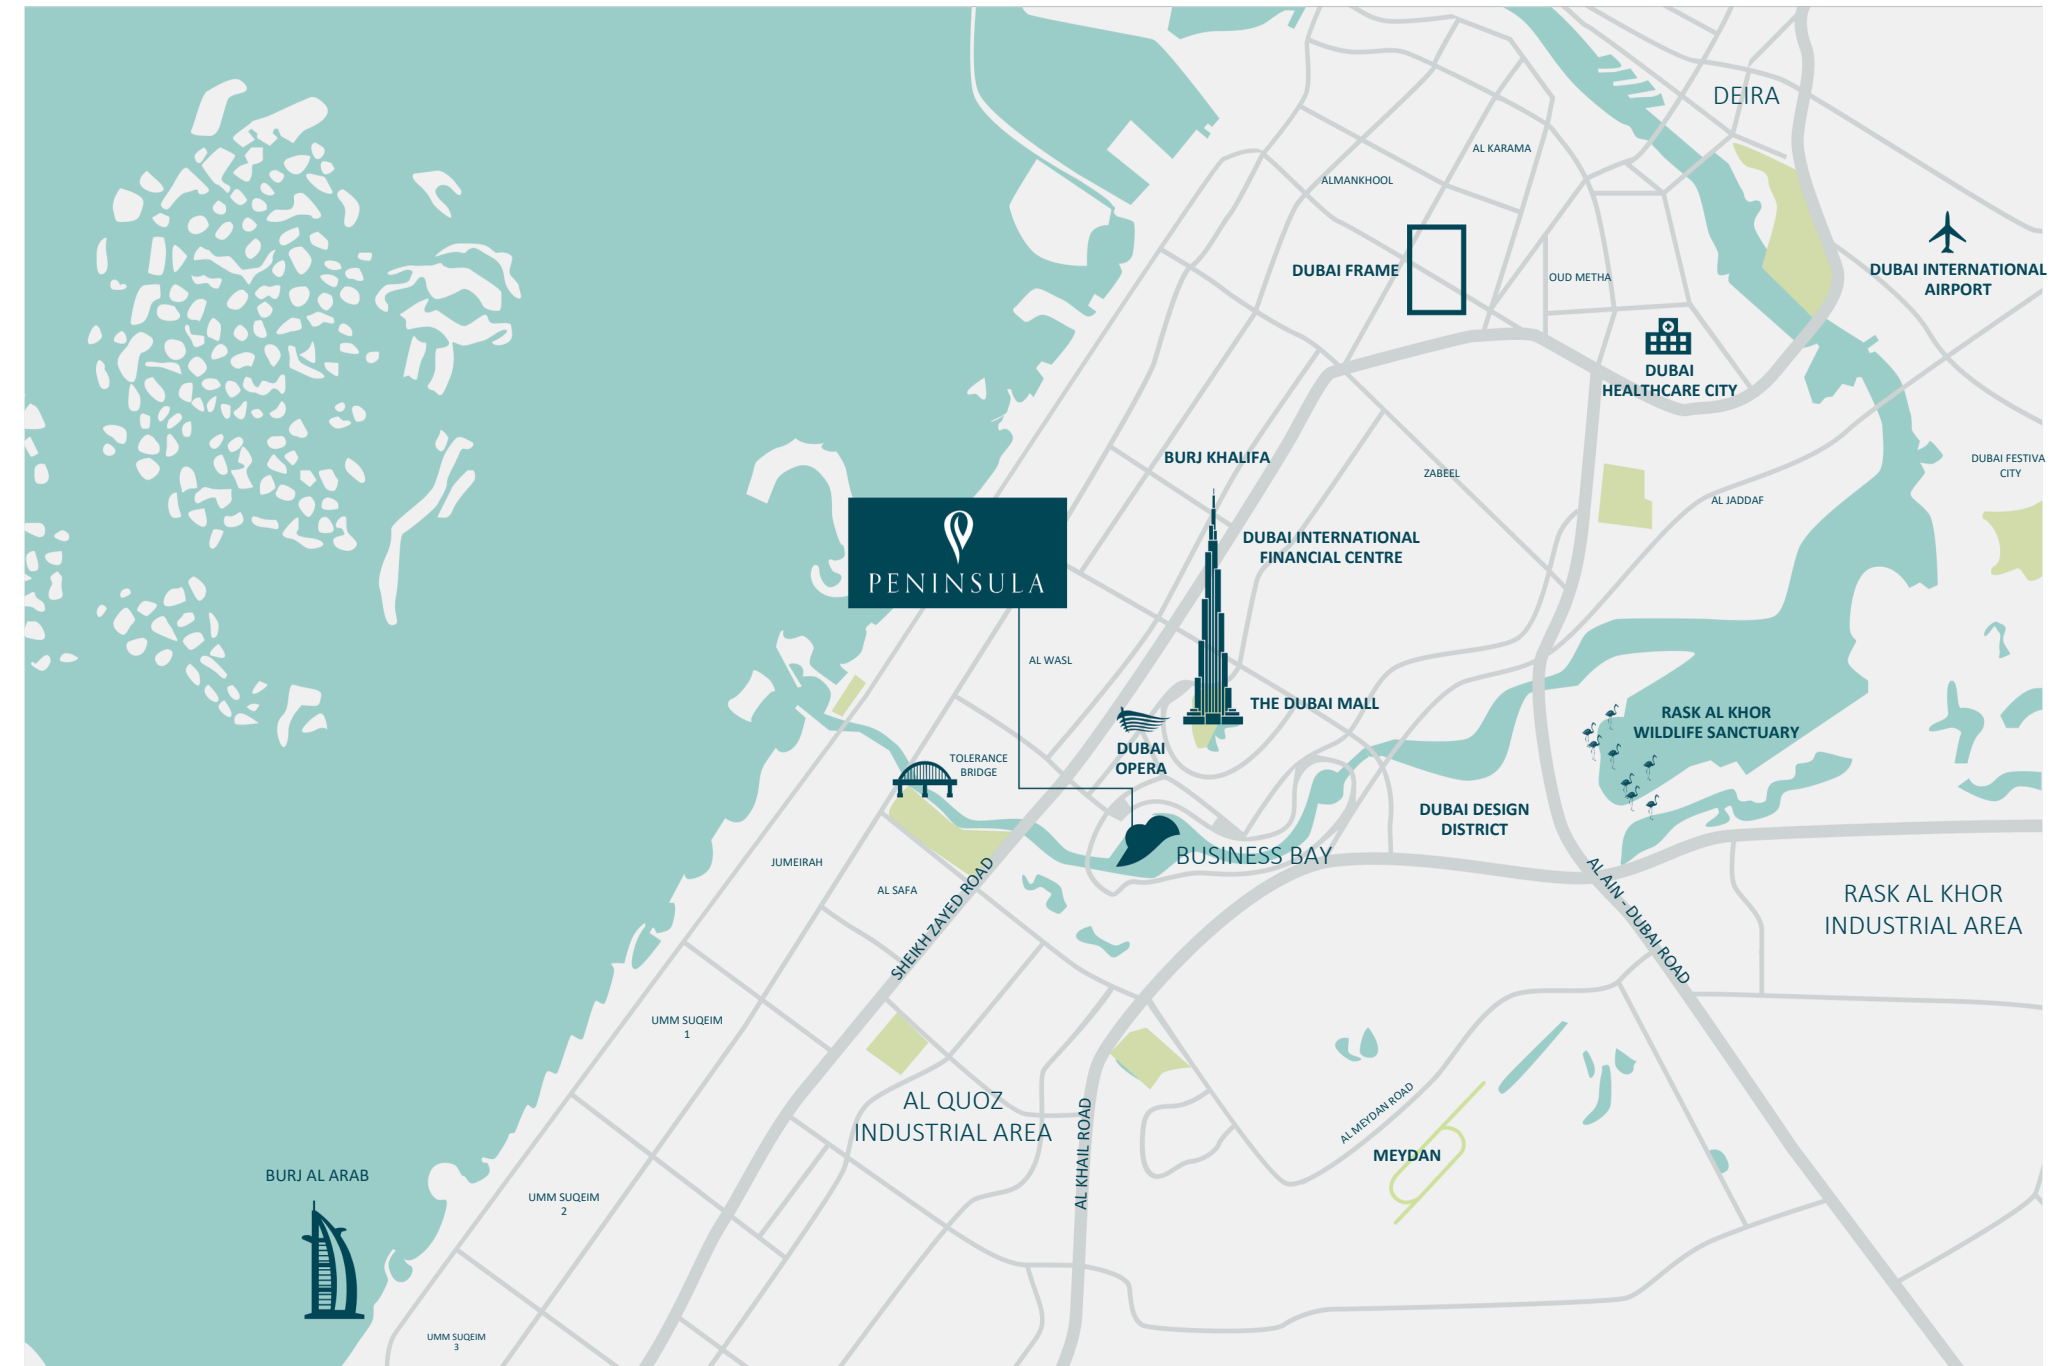 DEIRA
AL KARAMA
ALMANKHOOL
DUBAI FRAME
OUD METHA
DUBAI INTERNATIONAL
AIRPORT
DUBAI
HEALTHCARE CITY
BURJ KHALIFA
ZABEEL
DUBAI FESTIVA
CITY
AL JADDAF
DUBAI INTERNATIONAL
FINANCIAL CENTRE
PENINSULA
AL WASL
THE DUBAI MALL
RASK AL KHOR
WILDLIFE SANCTUARY
DUBAI
OPERA
TOLERANCE
BRIDGE
DUBAI DESIGN
DISTRICT
BUSINESS BAY
JUMEIRAH
AL SAFA
SHEIKH ZAYED ROAD
AL AIN - DUBAI ROAD
RASK AL KHOR
INDUSTRIAL AREA
UMM SUQEIM
1
AL QUOZ
INDUSTRIAL AREA
AL KHAIL ROAD
AL MEYDAN ROAD
MEYDAN
BURJ AL ARAB
UMM SUQEIM
2
UMM SUQEIM
3